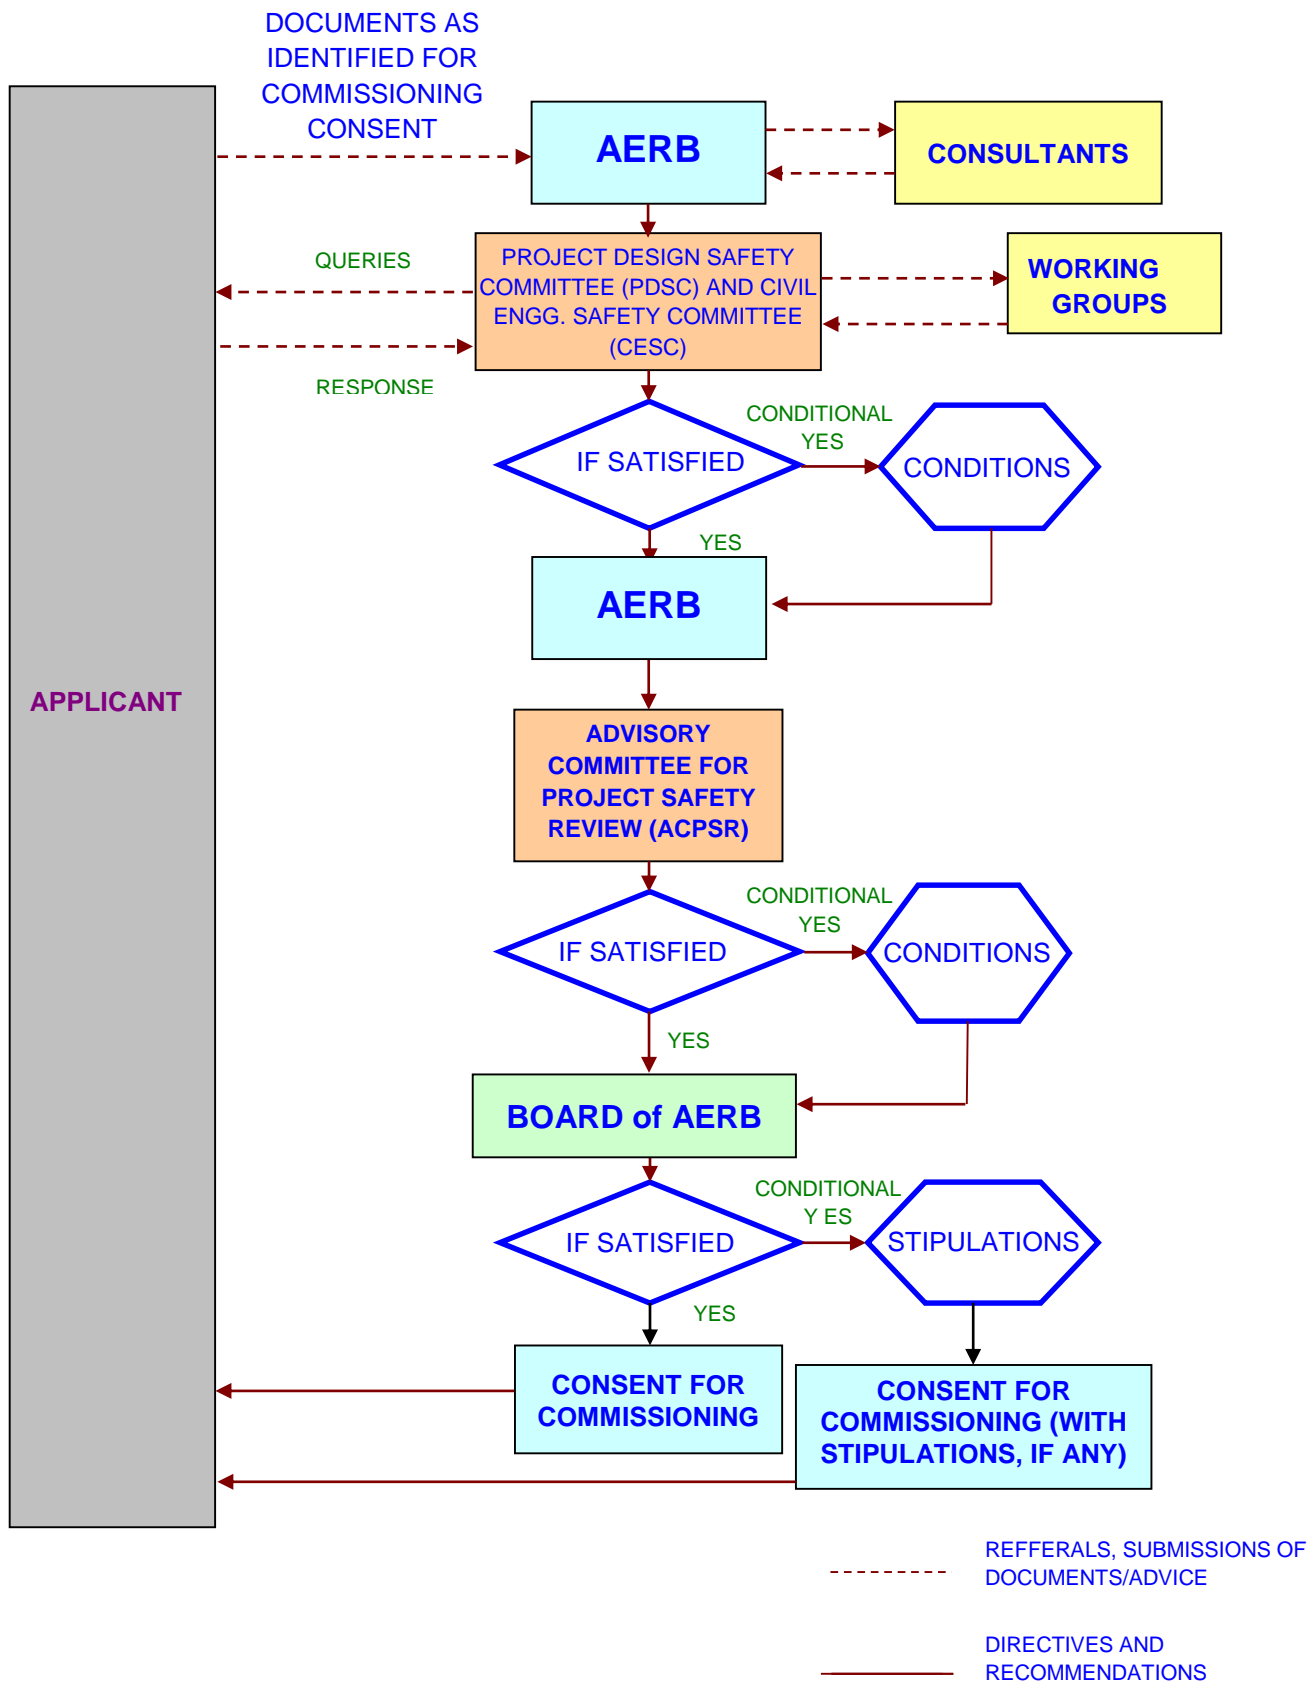 DOCUMENTS AS
IDENTIFIED FOR
COMMISSIONING
CONSENT
AERB
CONSULTANTS
QUERIES
PROJECT DESIGN SAFETY
COMMITTEE (PDSC) AND CIVIL
ENGG. SAFETY COMMITTEE
(CESC)
WORKING
GROUPS
RESPONSE
IF SATISFIED
CONDITIONAL
YES
CONDITIONS
YES
AERB
APPLICANT
ADVISORY
COMMITTEE FOR
PROJECT SAFETY
REVIEW (ACPSR)
IF SATISFIED
CONDITIONAL
YES
CONDITIONS
YES
BOARD of AERB
IF SATISFIED
CONDITIONAL
Y ES
STIPULATIONS
YES
CONSENT FOR
COMMISSIONING
CONSENT FOR
COMMISSIONING (WITH
STIPULATIONS, IF ANY)
REFFERALS, SUBMISSIONS OF
DOCUMENTS/ADVICE
DIRECTIVES AND
RECOMMENDATIONS